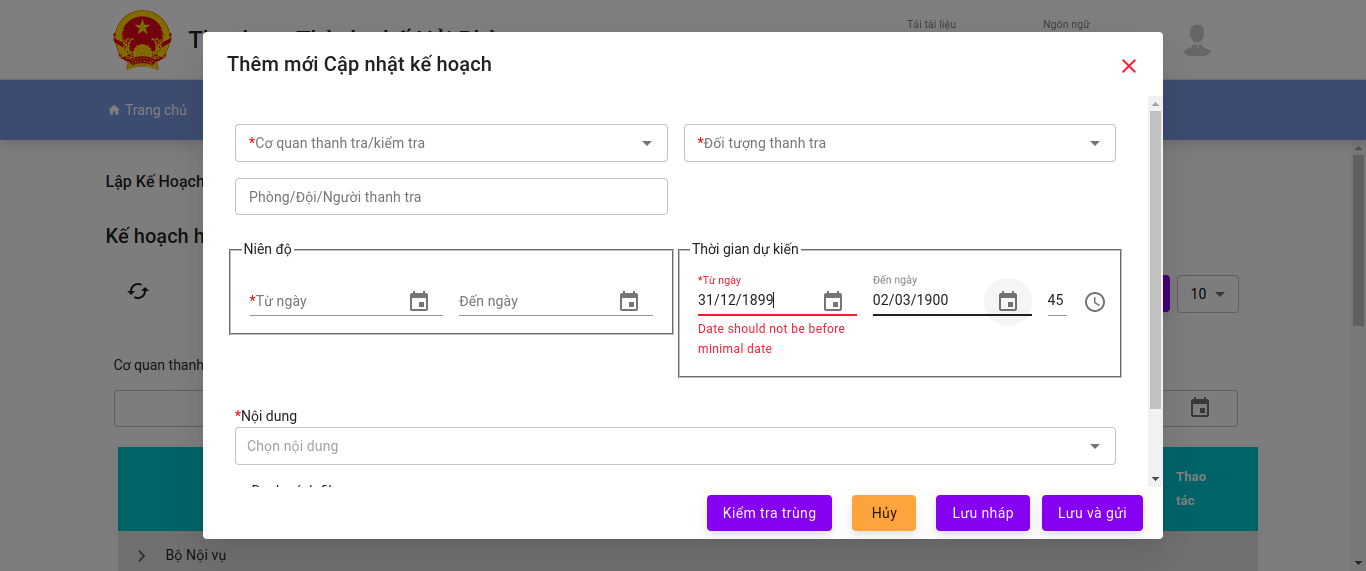 Tải tài liệu
Ngôn ngữ
Thêm mới Cập nhật kế hoạch
Trang chủ
*Cơ quan thanh tra/kiểm tra
*Đối tượng thanh tra
Lập Kế Hoạch
Phòng/Đội/Người thanh tra
Kế hoạch h
Niên độ
Thời gian dự kiến
*Từ ngày
Đến ngày
*Từ ngày
31/12/1899
Đến ngày
02/03/1900
45
10
Date should not be before
minimal date
Cơ quan thanh
*Nội dung
Chọn nội dung
Thao
tác
Kiểm tra trùng
Hủy
Lưu nháp
Lưu và gửi
Bộ Nội vụ